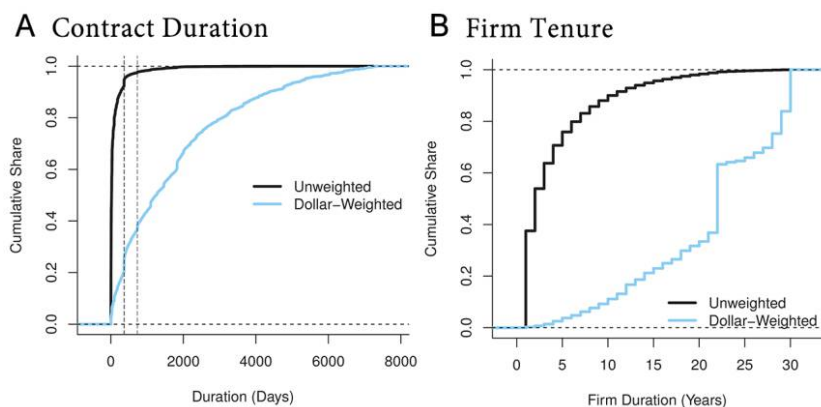 A Contract Duration
Cumulative Share
1.0
0.8
0.6
0.4
0.2
0.0
Unweighted
Dollar-Weighted
0 2000 4000 6000 8000
Duration (Days)
B Firm Tenure
Cumulative Share
1.0
0.8
0.6
0.4
0.2
0.0
Unweighted
Dollar-Weighted
0 5 10 15 20 25 30
Firm Duration (Years)